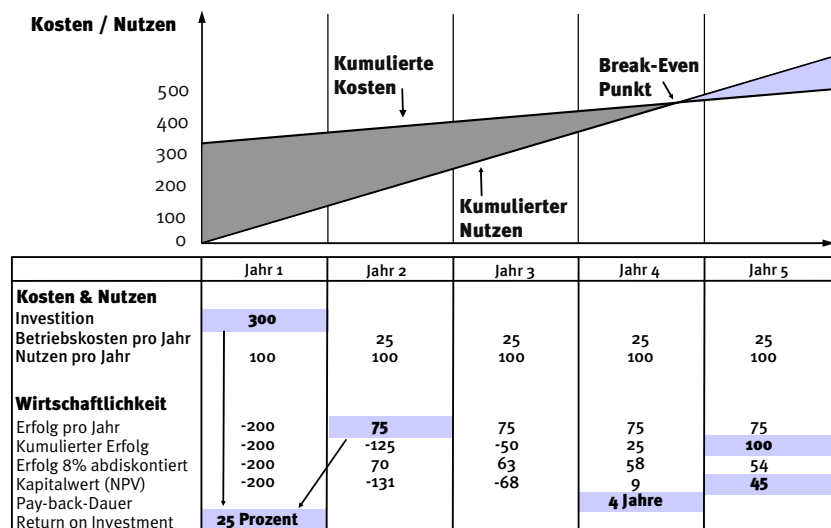 Kosten / Nutzen
Kumulierte
Kosten
Break-Even
Punkt
500
400
300
200
100
0
Kumulierter
Nutzen
Jahr 1 Jahr 2 Jahr 3 Jahr 4 Jahr 5
Kosten & Nutzen
Investition 300
Betriebskosten pro Jahr 25 25 25 25
Nutzen pro Jahr 100 100 100 100 100
Wirtschaftlichkeit
Erfolg pro Jahr -200 75 75 75 75
Kumulierter Erfolg -200 -125 -50 25 100
Erfolg 8% abdiskontiert -200 70 63 58 54
Kapitalwert (NPV) -200 -131 -68 9 45
Pay-back-Dauer 4 Jahre
Return on Investment 25 Prozent